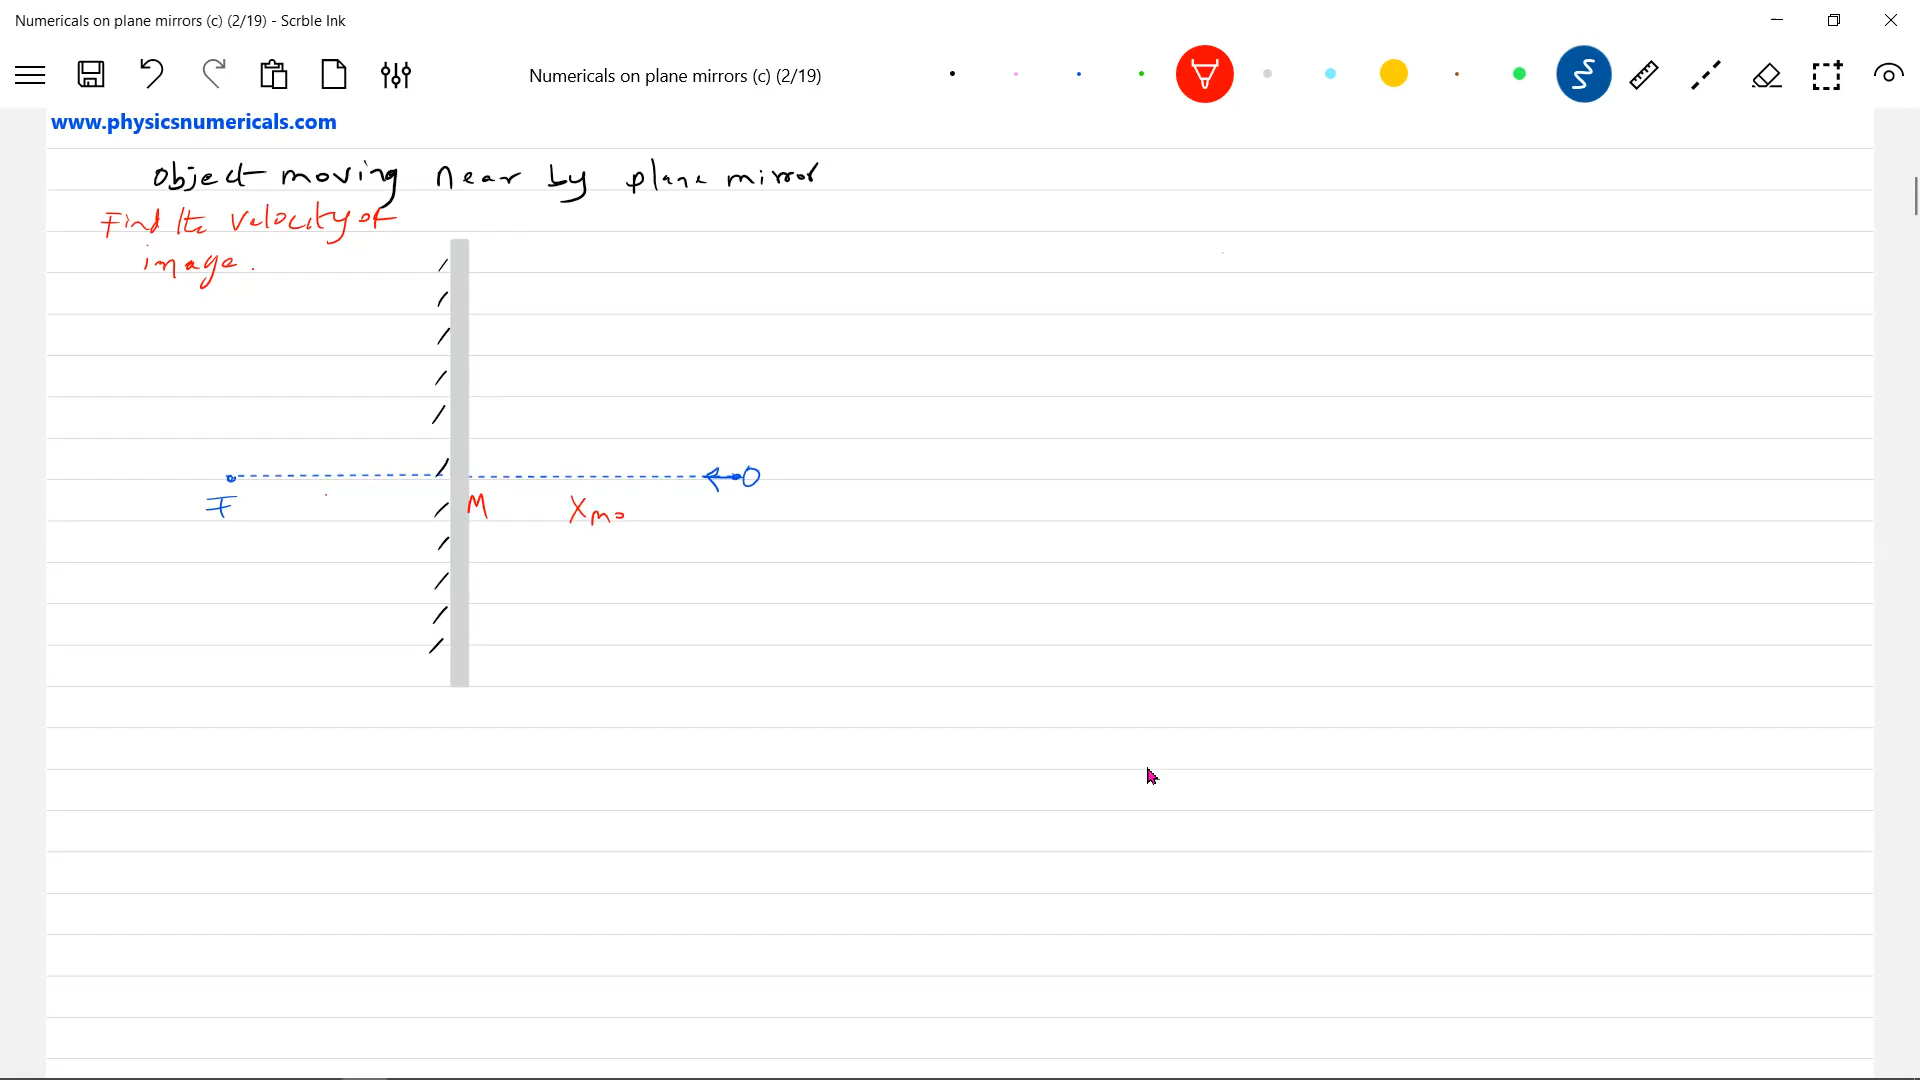 Numericals on plane mirrors (c) (2/19) - Scrble Ink
Numericals on plane mirrors (c) (2/19)
www.physicsnumericals.com
Object moving near by plane mirror
Find the velocity of
image.
I
O
M
Xmo